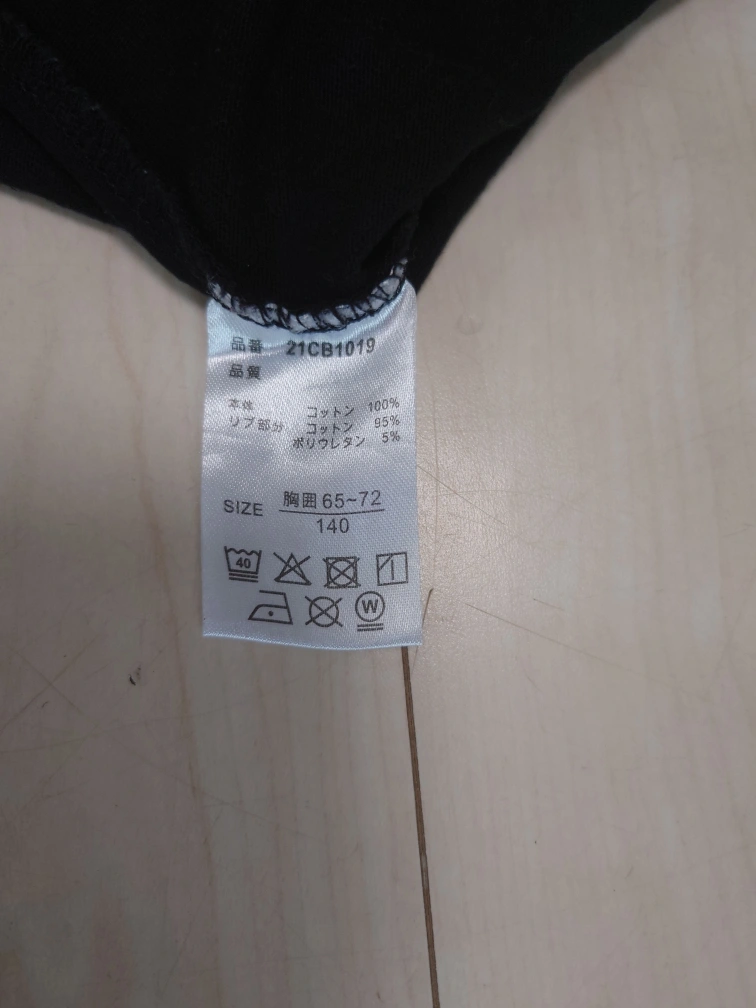 品番 21CB1019
品質
本体 コットン 100%
リブ部分 コットン 95%
ポリウレタン 5%
SIZE 胸囲 65~72
140
40
W